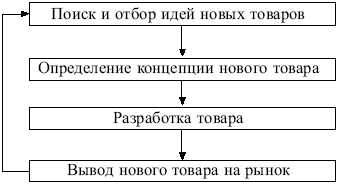 Поиск и отбор идей новых товаров
Определение концепции нового товара
Разработка товара
Вывод нового товара на рынок